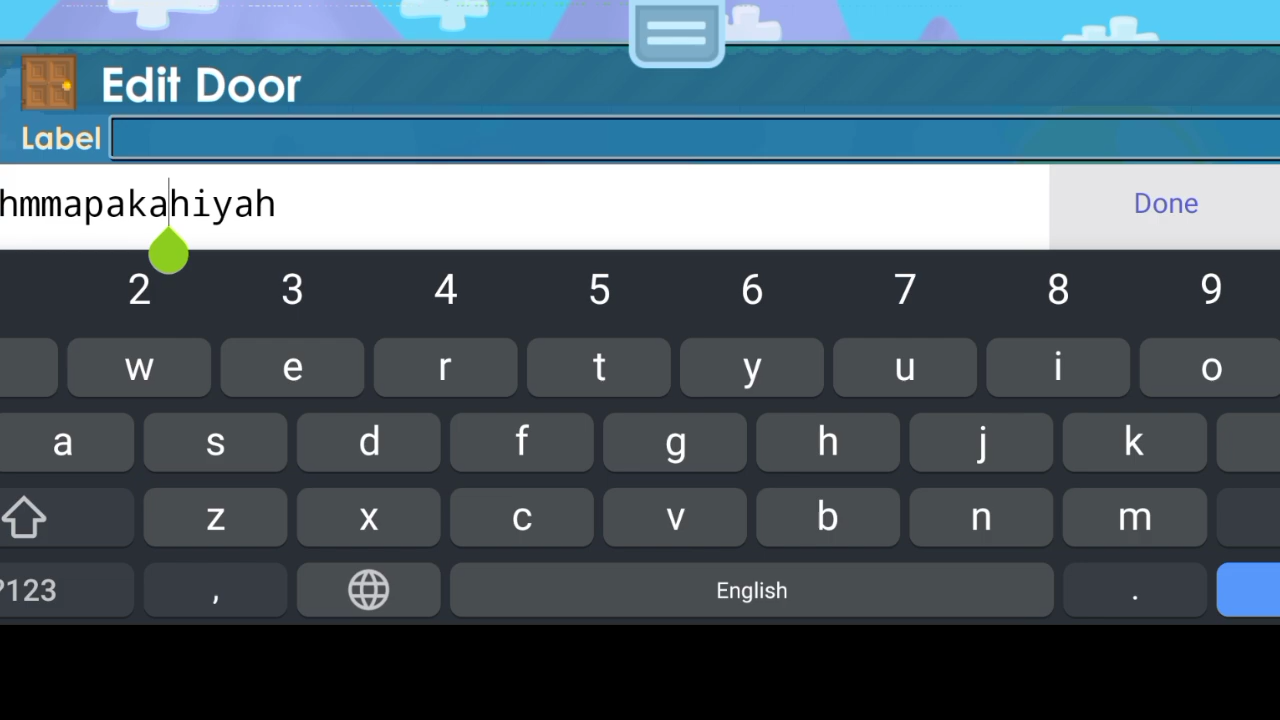 Edit Door
Label
hmmapakahiyah
Done
2 3 4 5 6 7 8 9
w e r t y u i o
a s d f g h j k
z x c v b n m
?123 , English .